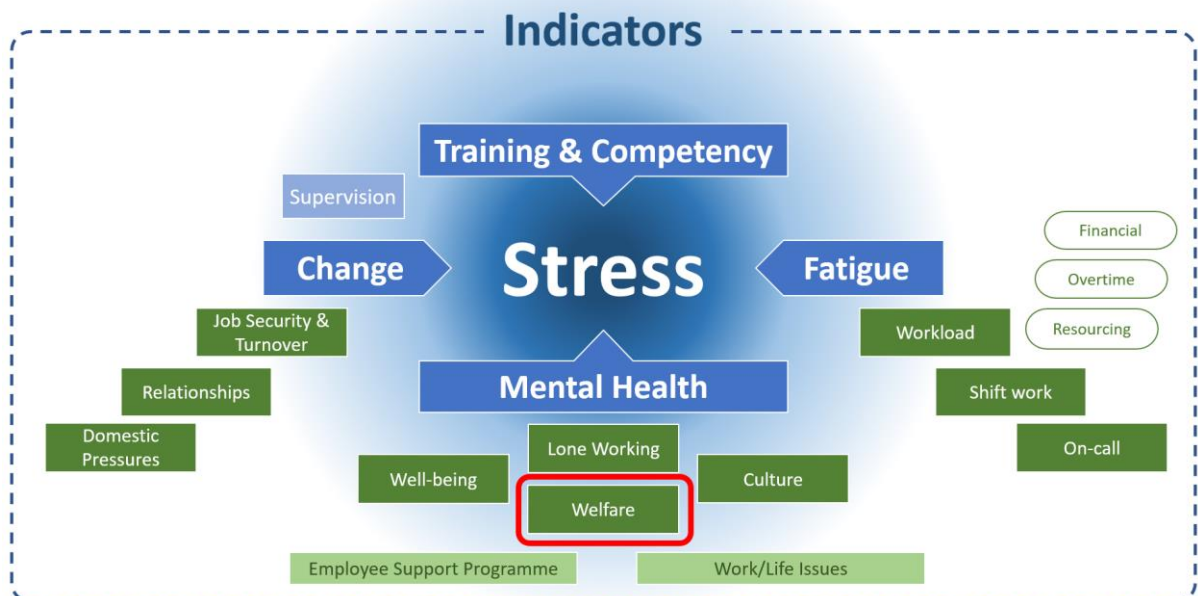 Indicators
Training & Competency
Supervision
Financial
Change
Stress
Fatigue
Overtime
Job Security &
Turnover
Workload
Resourcing
Relationships
Mental Health
Shift work
Domestic
Pressures
Lone Working
On-call
Well-being
Culture
Welfare
Employee Support Programme
Work/Life Issues